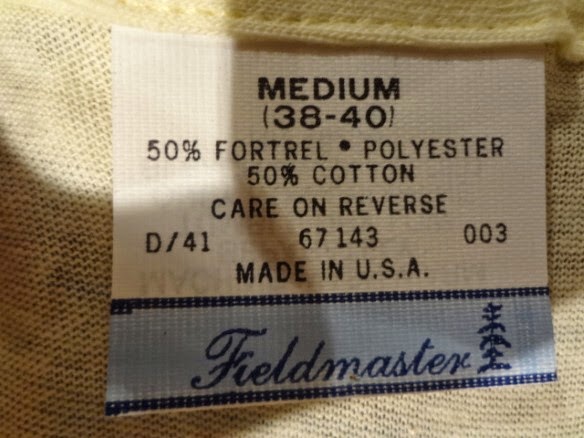 MEDIUM
(38-40)
50% FORTREL • POLYESTER
50% COTTON
CARE ON REVERSE
D/41 67143 003
MADE IN U.S.A.
Fieldmaster